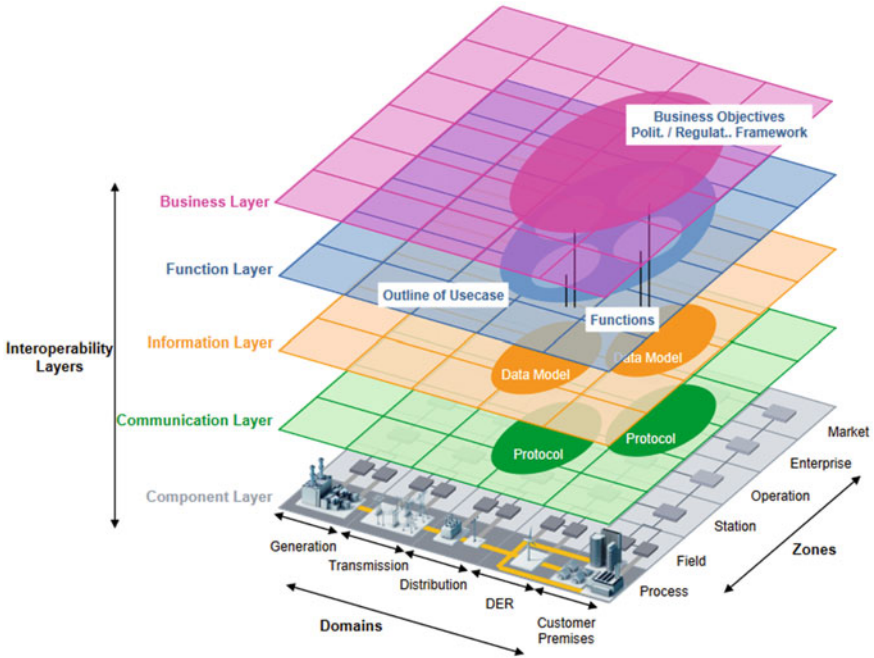 Business Objectives
Polit. / Regulat.. Framework
Business Layer
Function Layer
Outline of Usecase
Functions
Interoperability
Layers
Information Layer
Data Model
Data Model
Communication Layer
Protocol
Protocol
Component Layer
Market
Enterprise
Operation
Station
Field
Process
Zones
Generation
Transmission
Distribution
DER
Customer
Premises
Domains